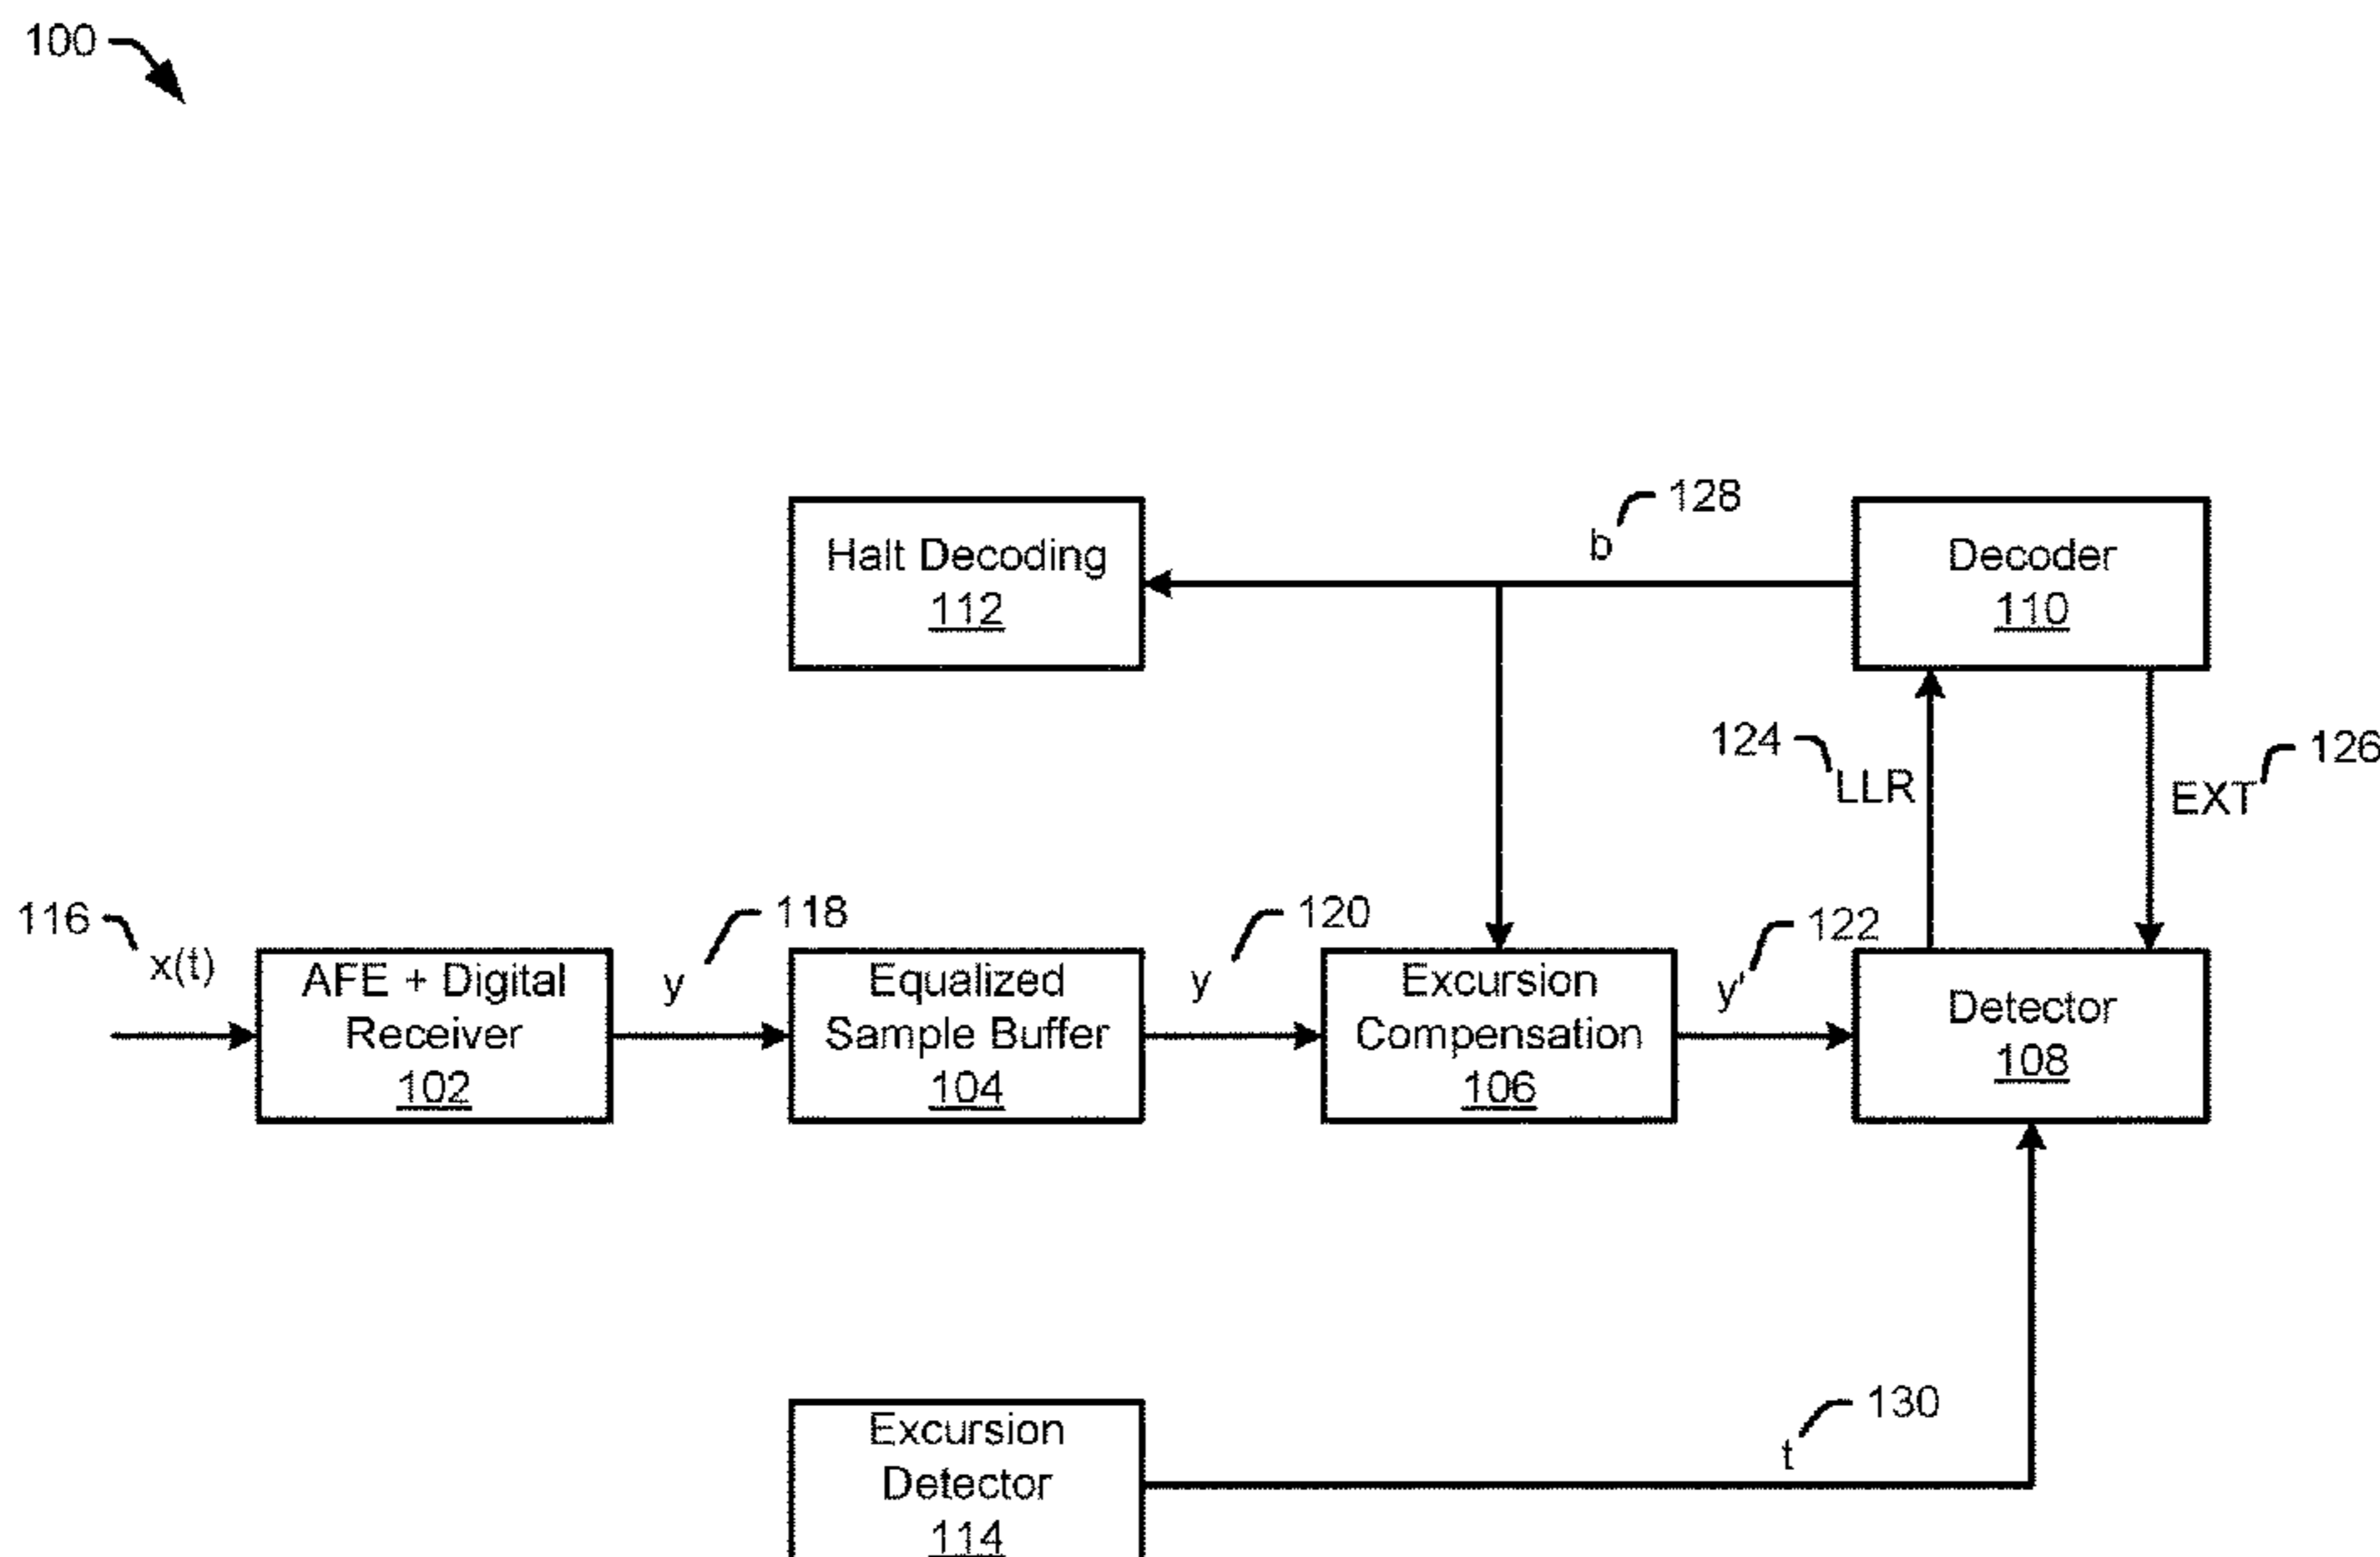 100
Halt Decoding
112
b
128
Decoder
110
124
LLR
EXT
126
116
x(t)
AFE + Digital
Receiver
102
y
118
Equalized
Sample Buffer
104
y
120
Excursion
Compensation
106
y'
122
Detector
108
Excursion
Detector
114
t
130